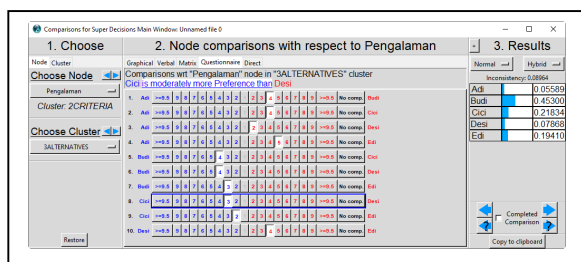 Comparisons for Super Decisions Main Window: Unnamed file 0
1. Choose
Node Cluster
Choose Node
Pengalaman
Cluster: 2CRITERIA
Choose Cluster
3ALTERNATIVES
Restore
2. Node comparisons with respect to Pengalaman
Graphical Verbal Matrix Questionnaire Direct
Comparisons wrt "Pengalaman" node in "3ALTERNATIVES" cluster
Cici is moderately more Preference than Desi
1. Adi >=9.5 9 8 7 6 5 4 3 2 2 3 4 5 6 7 8 9 >=9.5 No comp. Budi
2. Adi >=9.5 9 8 7 6 5 4 3 2 2 3 4 5 6 7 8 9 >=9.5 No comp. Cici
3. Adi >=9.5 9 8 7 6 5 4 3 2 2 3 4 5 6 7 8 9 >=9.5 No comp. Desi
4. Adi >=9.5 9 8 7 6 5 4 3 2 2 3 4 5 6 7 8 9 >=9.5 No comp. Edi
5. Budi >=9.5 9 8 7 6 5 4 3 2 2 3 4 5 6 7 8 9 >=9.5 No comp. Cici
6. Budi >=9.5 9 8 7 6 5 4 3 2 2 3 4 5 6 7 8 9 >=9.5 No comp. Desi
7. Budi >=9.5 9 8 7 6 5 4 3 2 2 3 4 5 6 7 8 9 >=9.5 No comp. Edi
8. Cici >=9.5 9 8 7 6 5 4 3 2 2 3 4 5 6 7 8 9 >=9.5 No comp. Desi
9. Cici >=9.5 9 8 7 6 5 4 3 2 2 3 4 5 6 7 8 9 >=9.5 No comp. Edi
10. Desi >=9.5 9 8 7 6 5 4 3 2 2 3 4 5 6 7 8 9 >=9.5 No comp. Edi
3. Results
Normal Hybrid
Inconsistency: 0.08964
Adi 0.05589
Budi 0.45300
Cici 0.21834
Desi 0.07868
Edi 0.19410
Completed
Comparison
Copy to clipboard